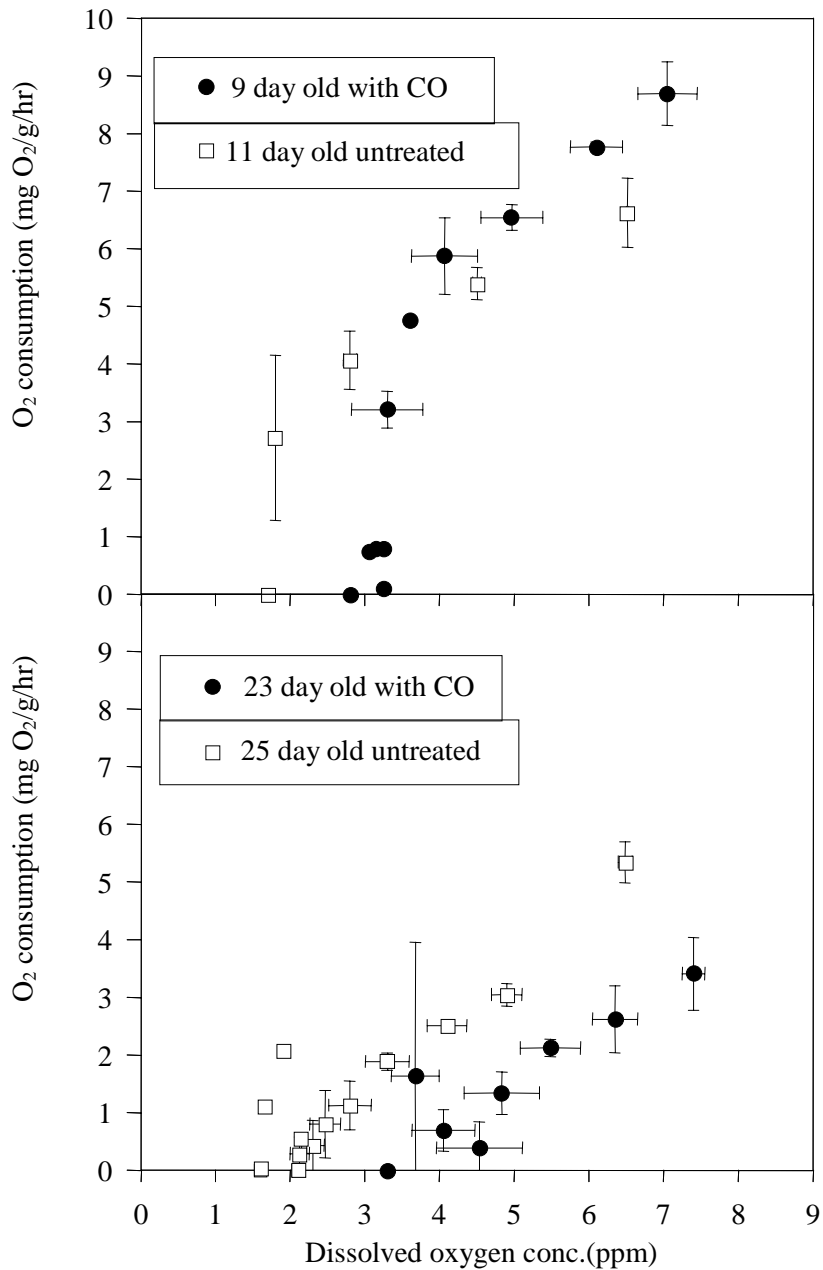 O₂ consumption (mg O₂/g/hr)
10
9
8
7
6
5
4
3
2
1
0
9 day old with CO
11 day old untreated
O₂ consumption (mg O₂/g/hr)
9
8
7
6
5
4
3
2
1
0
23 day old with CO
25 day old untreated
0 1 2 3 4 5 6 7 8 9
Dissolved oxygen conc.(ppm)